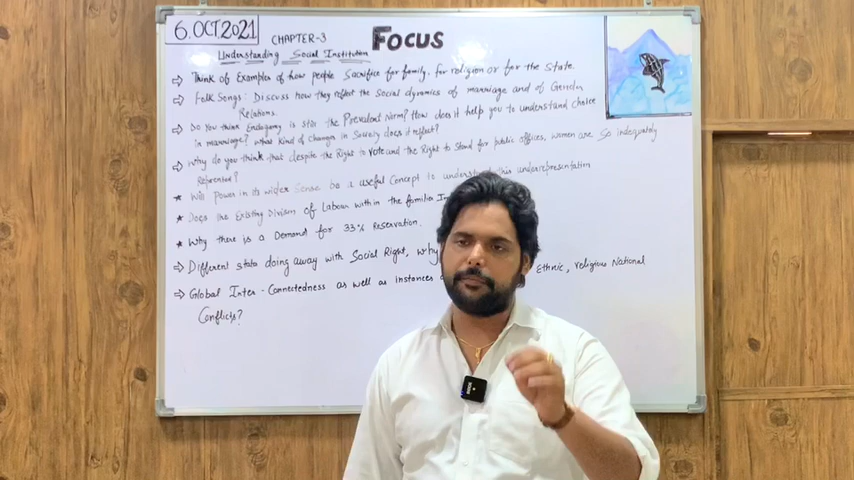 6.OCT.2021
CHAPTER-3
Focus
Understanding Social Institution
⇒ Think of Examples of how people Sacrifice for family, for religion or for the State.
⇒ Folk Songs: Discuss how they reflect the Social dynamics of marriage and of Gender
Relations.
⇒ Do you think Endogamy is still the Prevalent norm? How does it help you to understand choice
in marriage? What kind of changes in Society does it reflect?
⇒ Why do you think that despite the Right to vote and the Right to Stand for public offices, women are So indequately
Represented?
★ Will Power in its wider Sense be a useful Concept to understand this underrepresentation
★ Does the Existing Division of Labour within the families
★ Why there is a Demand for 33% Reservation.
⇒ Different state doing away with Social Right, why
⇒ Global Inter-Connectedness as well as instances Ethnic, religious National
Conflicts?